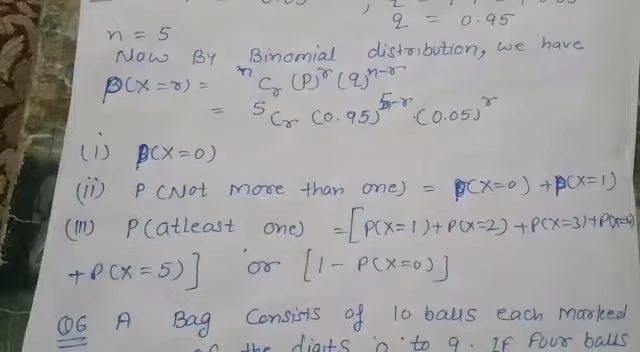 q = 0.95
n = 5
Now By Binomial distribution, we have
P(X=r) = ⁿCᵣ (P)ʳ (q)ⁿ⁻ʳ
= ⁵Cᵣ (0.95)⁵⁻ʳ · (0.05)ʳ
(i) P(X=0)
(ii) P (Not more than one) = P(X=0) + P(X=1)
(iii) P(atleast one) = [P(X=1) + P(X=2) + P(X=3) + P(X=4)
+ P(X=5)] or [1 - P(X=0)]
Q6 A Bag Consists of 10 balls each marked
the digits 0 to 9. If four balls